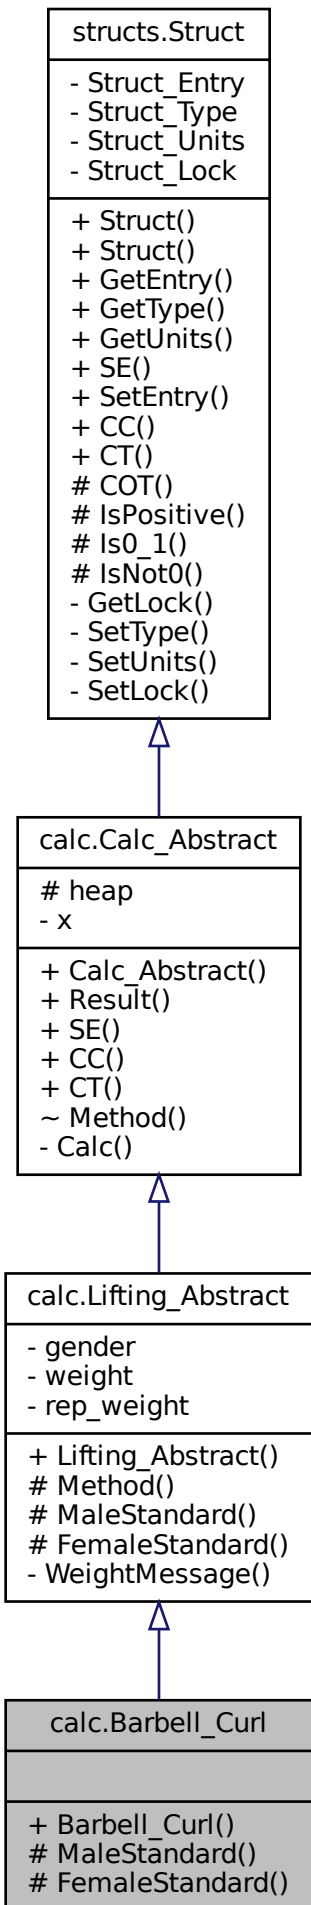 structs.Struct
- Struct_Entry
- Struct_Type
- Struct_Units
- Struct_Lock
+ Struct()
+ Struct()
+ GetEntry()
+ GetType()
+ GetUnits()
+ SE()
+ SetEntry()
+ CC()
+ CT()
# COT()
# IsPositive()
# Is0_1()
# IsNot0()
- GetLock()
- SetType()
- SetUnits()
- SetLock()
calc.Calc_Abstract
# heap
- x
+ Calc_Abstract()
+ Result()
+ SE()
+ CC()
+ CT()
~ Method()
- Calc()
calc.Lifting_Abstract
- gender
- weight
- rep_weight
+ Lifting_Abstract()
# Method()
# MaleStandard()
# FemaleStandard()
- WeightMessage()
calc.Barbell_Curl
+ Barbell_Curl()
# MaleStandard()
# FemaleStandard()